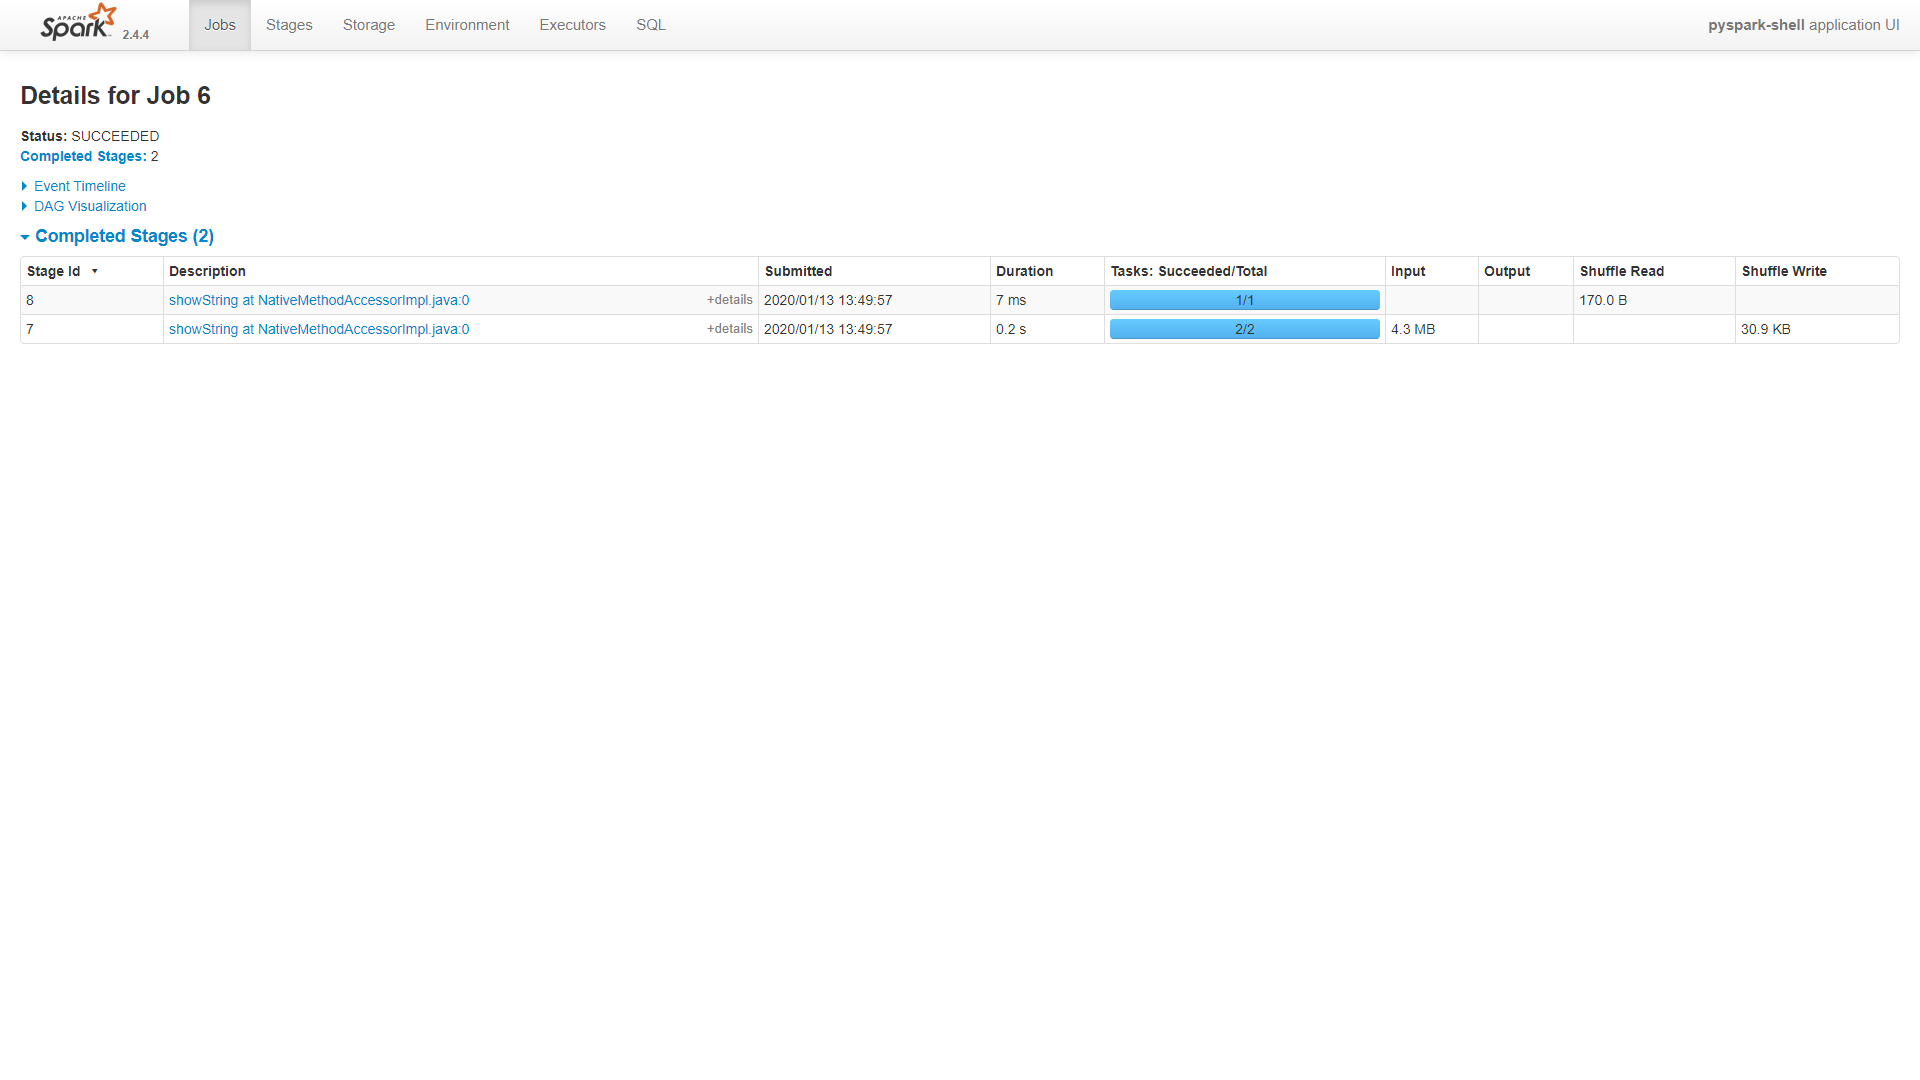 APACHE Spark 2.4.4 Jobs Stages Storage Environment Executors SQL pyspark-shell application UI
Details for Job 6
Status: SUCCEEDED
Completed Stages: 2
Event Timeline
DAG Visualization
Completed Stages (2)
Stage Id ▾ Description Submitted Duration Tasks: Succeeded/Total Input Output Shuffle Read Shuffle Write
8 showString at NativeMethodAccessorImpl.java:0 +details 2020/01/13 13:49:57 7 ms 1/1 170.0 B
7 showString at NativeMethodAccessorImpl.java:0 +details 2020/01/13 13:49:57 0.2 s 2/2 4.3 MB 30.9 KB